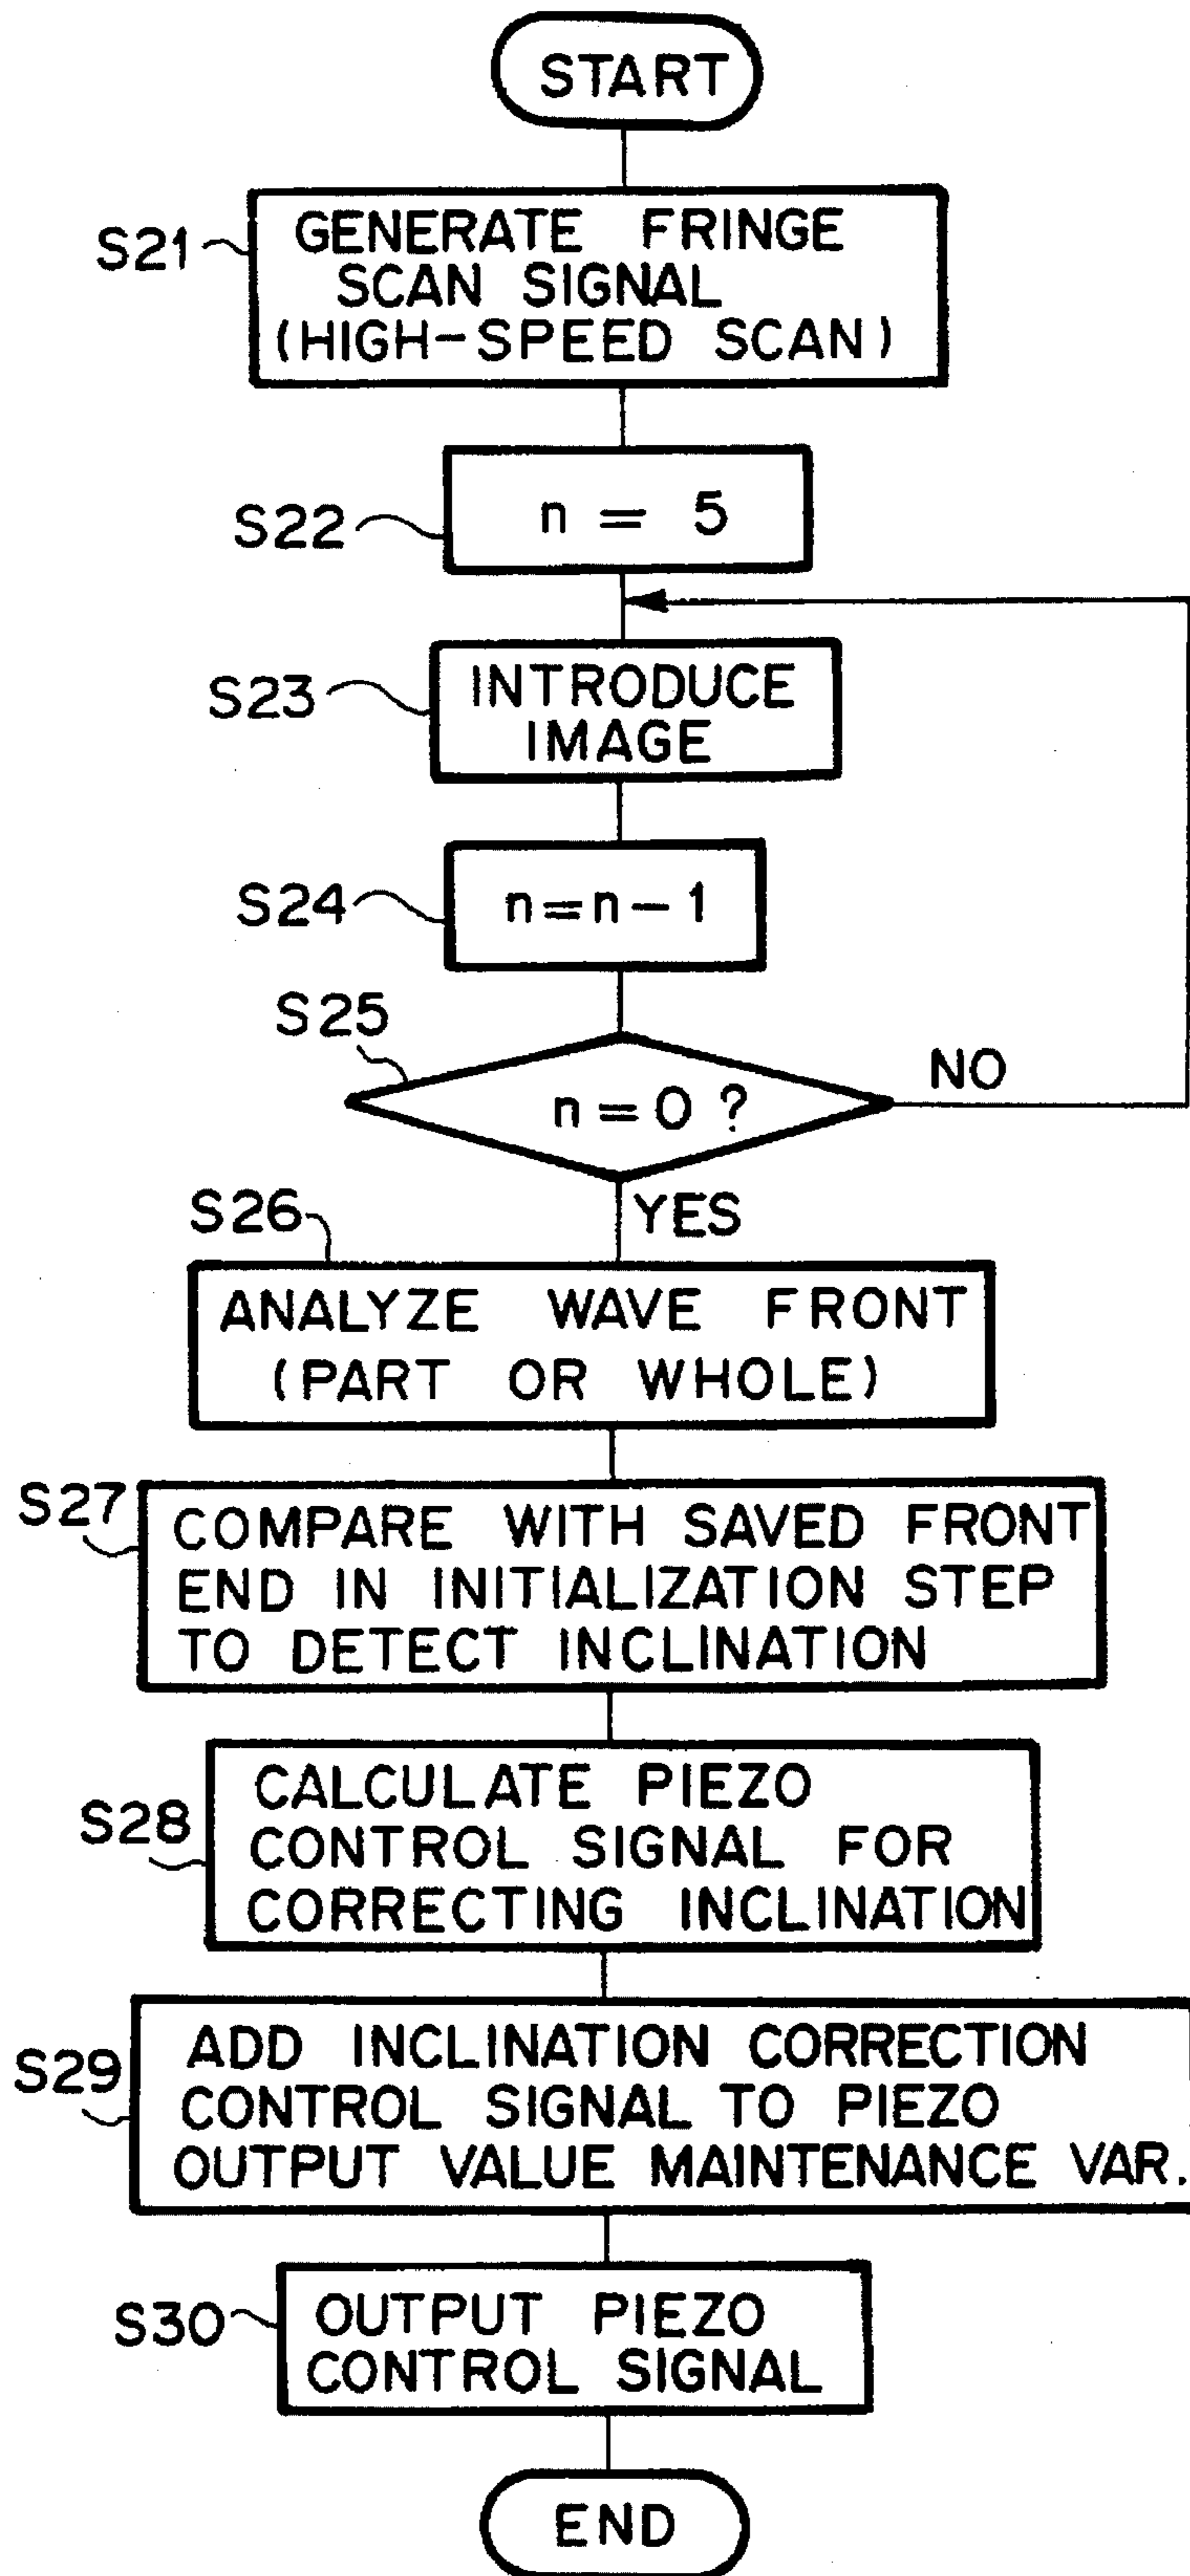 START
S21
GENERATE FRINGE
SCAN SIGNAL
(HIGH-SPEED SCAN)
S22
n = 5
S23
INTRODUCE
IMAGE
S24
n=n-1
S25
n=0 ?
NO
YES
S26
ANALYZE WAVE FRONT
(PART OR WHOLE)
S27
COMPARE WITH SAVED FRONT
END IN INITIALIZATION STEP
TO DETECT INCLINATION
S28
CALCULATE PIEZO
CONTROL SIGNAL FOR
CORRECTING INCLINATION
S29
ADD INCLINATION CORRECTION
CONTROL SIGNAL TO PIEZO
OUTPUT VALUE MAINTENANCE VAR.
S30
OUTPUT PIEZO
CONTROL SIGNAL
END